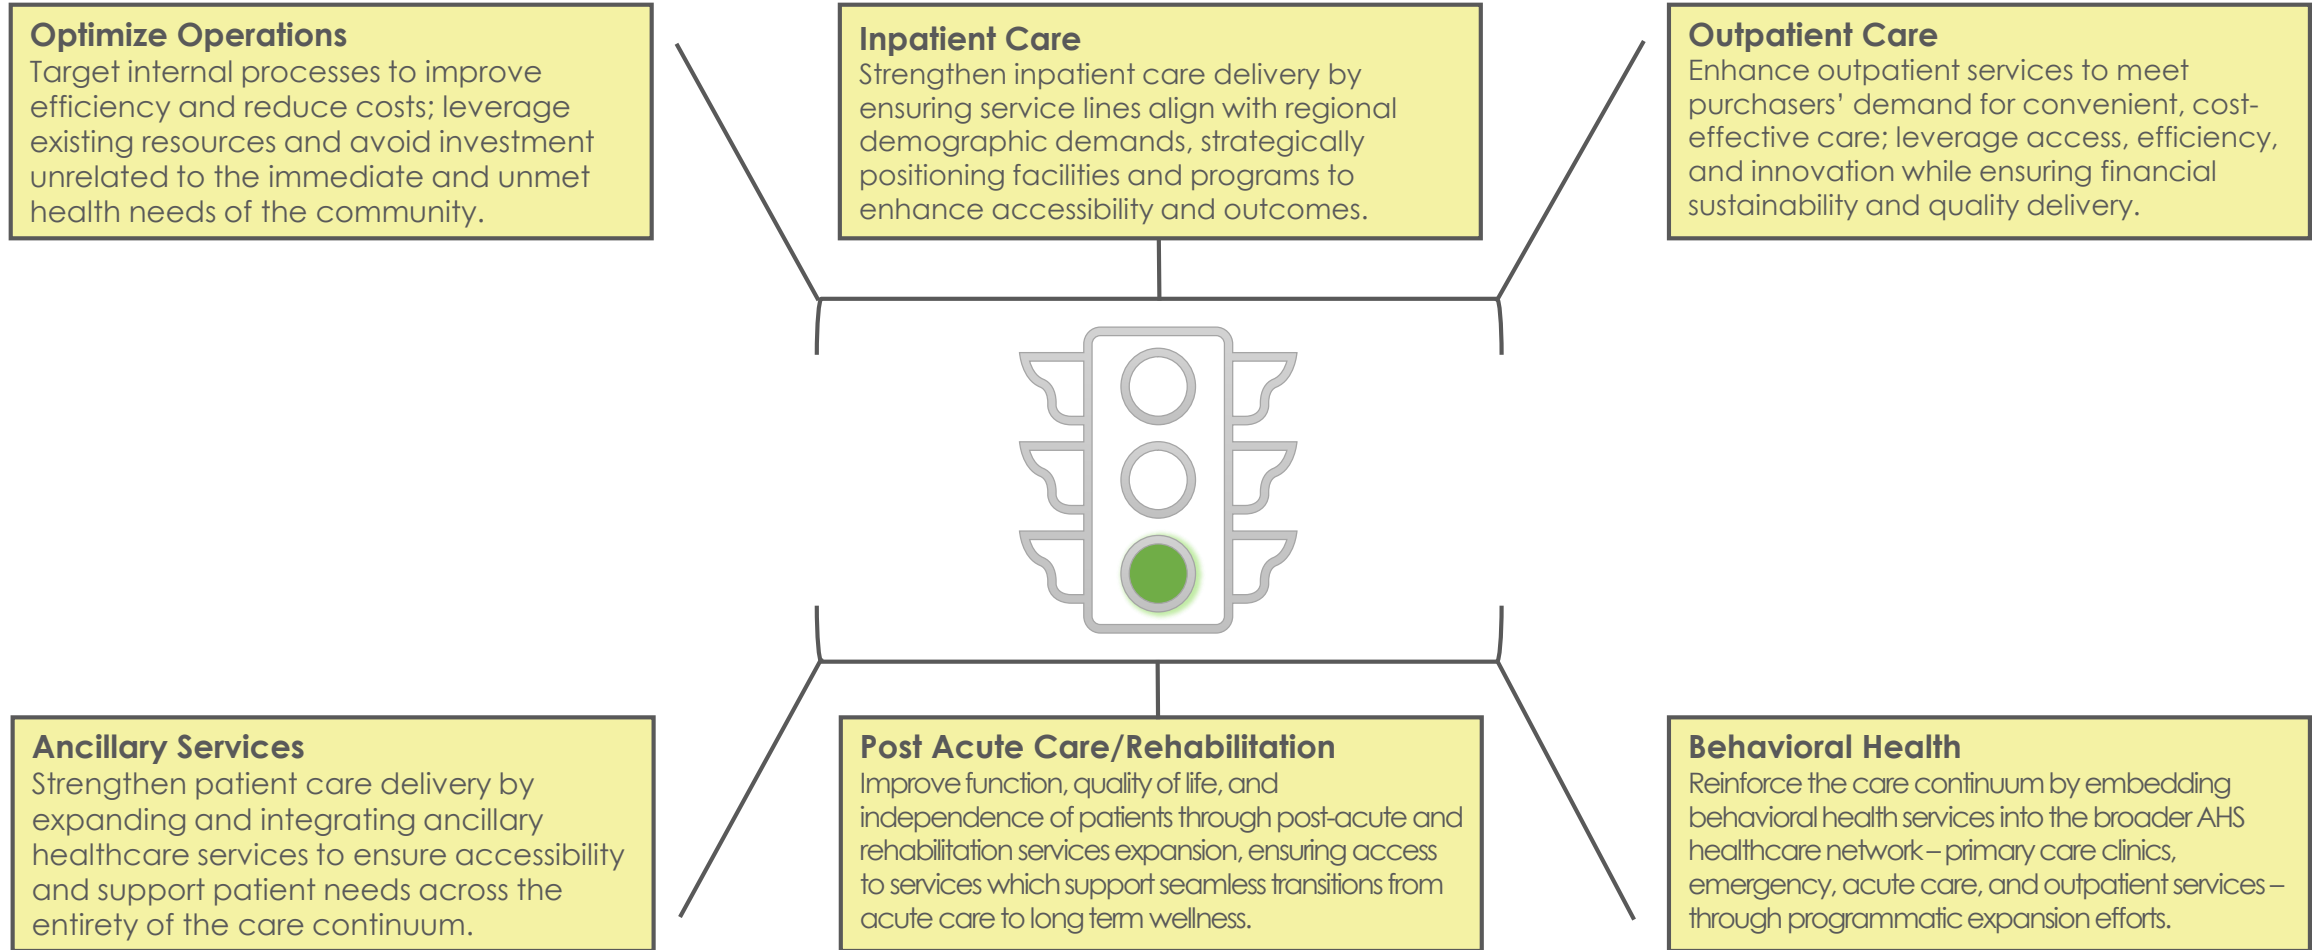 Optimize Operations
Target internal processes to improve
efficiency and reduce costs; leverage
existing resources and avoid investment
unrelated to the immediate and unmet
health needs of the community.
Inpatient Care
Strengthen inpatient care delivery by
ensuring service lines align with regional
demographic demands, strategically
positioning facilities and programs to
enhance accessibility and outcomes.
Outpatient Care
Enhance outpatient services to meet
purchasers’ demand for convenient, cost-
effective care; leverage access, efficiency,
and innovation while ensuring financial
sustainability and quality delivery.
Ancillary Services
Strengthen patient care delivery by
expanding and integrating ancillary
healthcare services to ensure accessibility
and support patient needs across the
entirety of the care continuum.
Post Acute Care/Rehabilitation
Improve function, quality of life, and
independence of patients through post-acute and
rehabilitation services expansion, ensuring access
to services which support seamless transitions from
acute care to long term wellness.
Behavioral Health
Reinforce the care continuum by embedding
behavioral health services into the broader AHS
healthcare network – primary care clinics,
emergency, acute care, and outpatient services –
through programmatic expansion efforts.